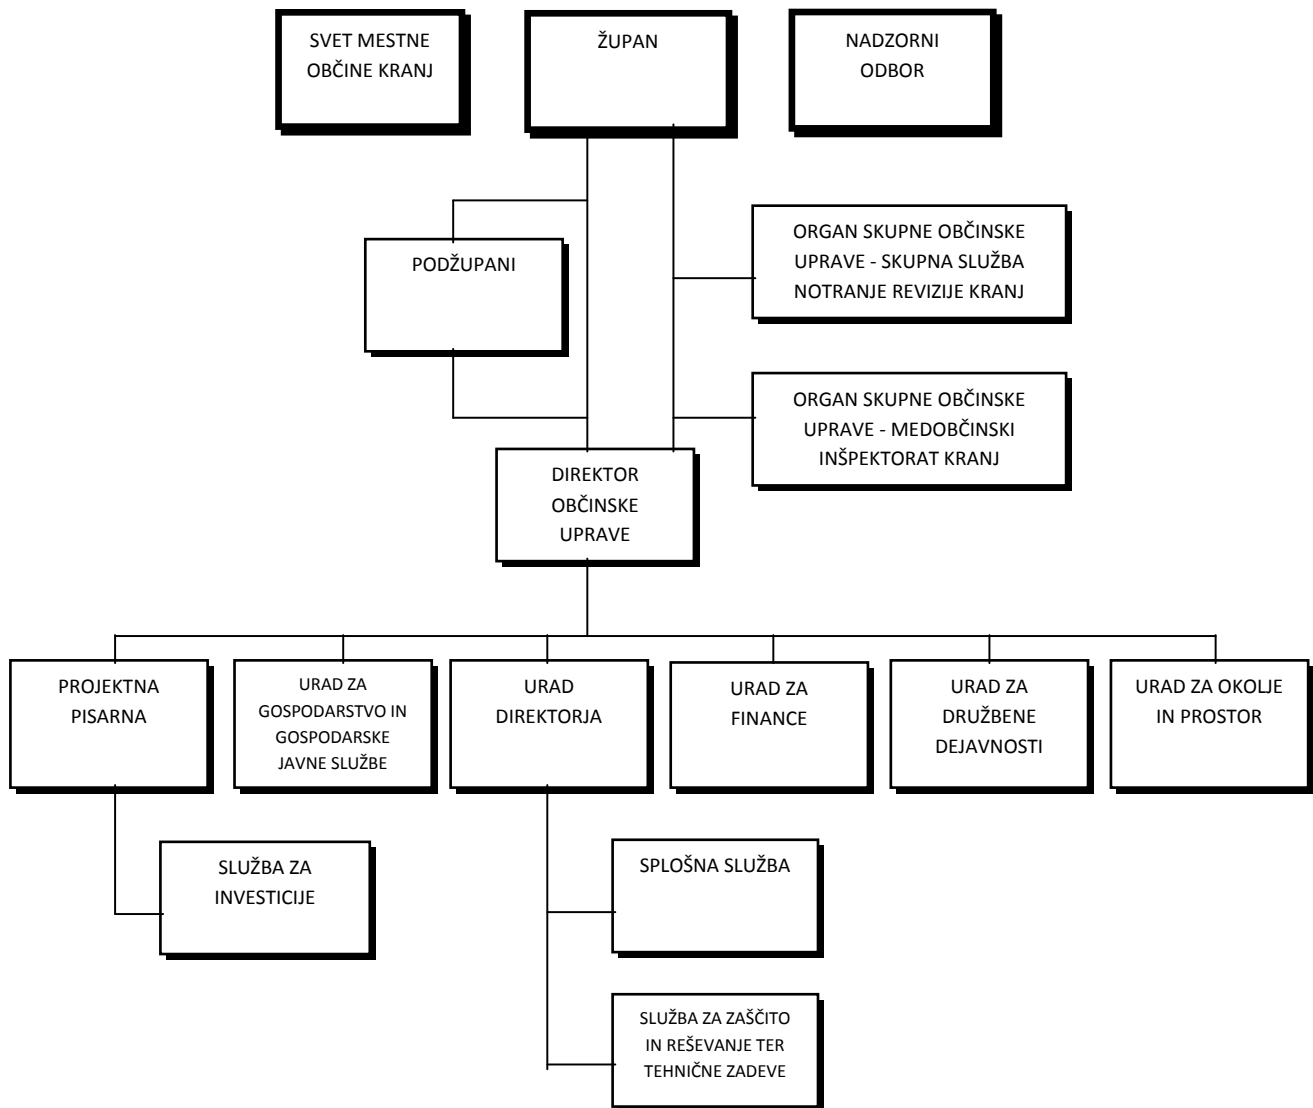 SVET MESTNE
OBČINE KRANJ
ŽUPAN
NADZORNI
ODBOR
PODŽUPANI
ORGAN SKUPNE OBČINSKE
UPRAVE - SKUPNA SLUŽBA
NOTRANJE REVIZIJE KRANJ
ORGAN SKUPNE OBČINSKE
UPRAVE - MEDOBČINSKI
INŠPEKTORAT KRANJ
DIREKTOR
OBČINSKE
UPRAVE
PROJEKTNA
PISARNA
URAD ZA
GOSPODARSTVO IN
GOSPODARSKE
JAVNE SLUŽBE
URAD
DIREKTORJA
URAD ZA
FINANCE
URAD ZA
DRUŽBENE
DEJAVNOSTI
URAD ZA OKOLJE
IN PROSTOR
SLUŽBA ZA
INVESTICIJE
SPLOŠNA SLUŽBA
SLUŽBA ZA ZAŠČITO
IN REŠEVANJE TER
TEHNIČNE ZADEVE